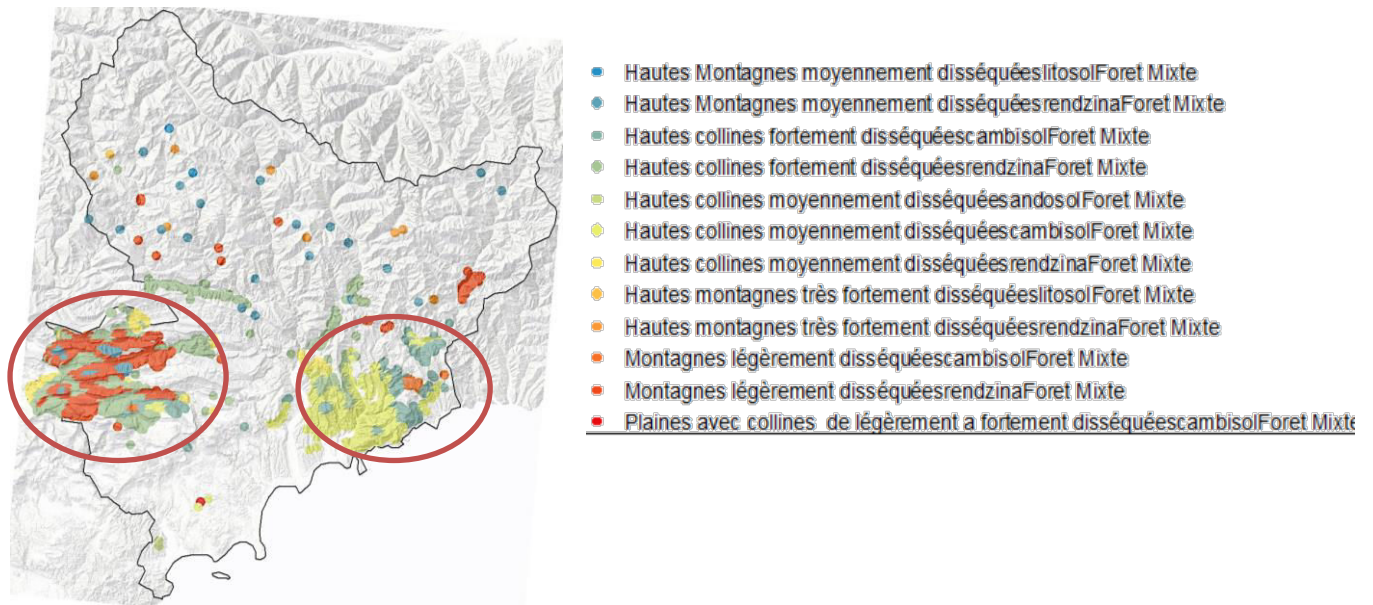 Hautes Montagnes moyennement disséquéeslitosolForet Mixte
Hautes Montagnes moyennement disséquéesrendzinaForet Mixte
Hautes collines fortement disséquéescambisolForet Mixte
Hautes collines fortement disséquéesrendzinaForet Mixte
Hautes collines moyennement disséquéesandosolForet Mixte
Hautes collines moyennement disséquéescambisolForet Mixte
Hautes collines moyennement disséquéesrendzinaForet Mixte
Hautes montagnes très fortement disséquéeslitosolForet Mixte
Hautes montagnes très fortement disséquéesrendzinaForet Mixte
Montagnes légèrement disséquéescambisolForet Mixte
Montagnes légèrement disséquéesrendzinaForet Mixte
Plaines avec collines de légèrement a fortement disséquéescambisolForet Mixte